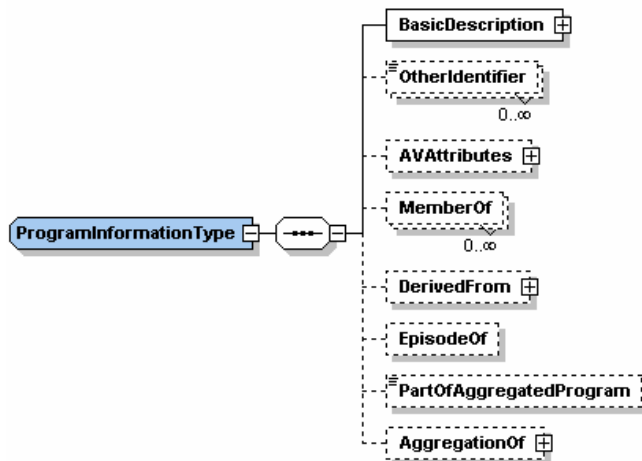 BasicDescription
OtherIdentifier
0..∞
AVAttributes
MemberOf
0..∞
ProgramInformationType
DerivedFrom
EpisodeOf
PartOfAggregatedProgram
AggregationOf